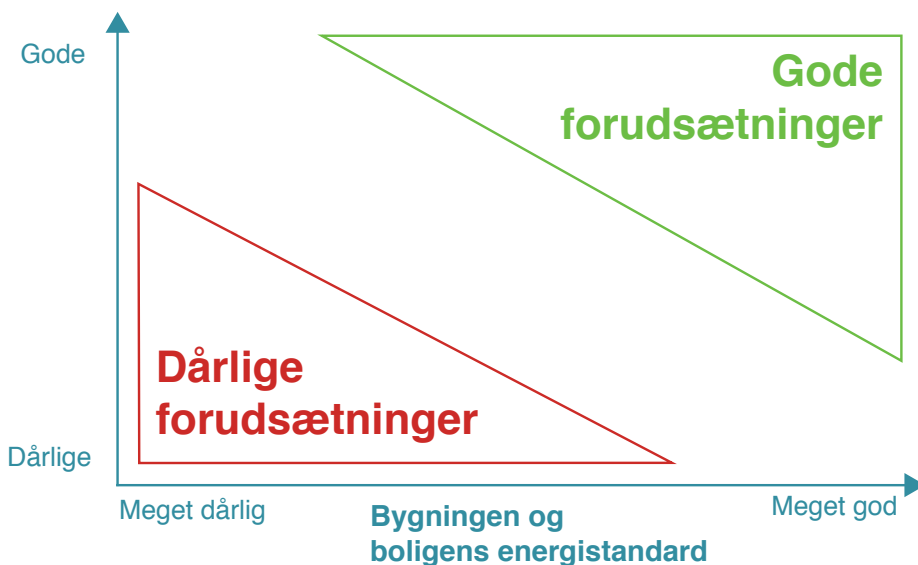 Gode
Gode
forudsætninger
Dårlige
forudsætninger
Dårlige
Meget dårlig
Meget god
Bygningen og
boligens energistandard